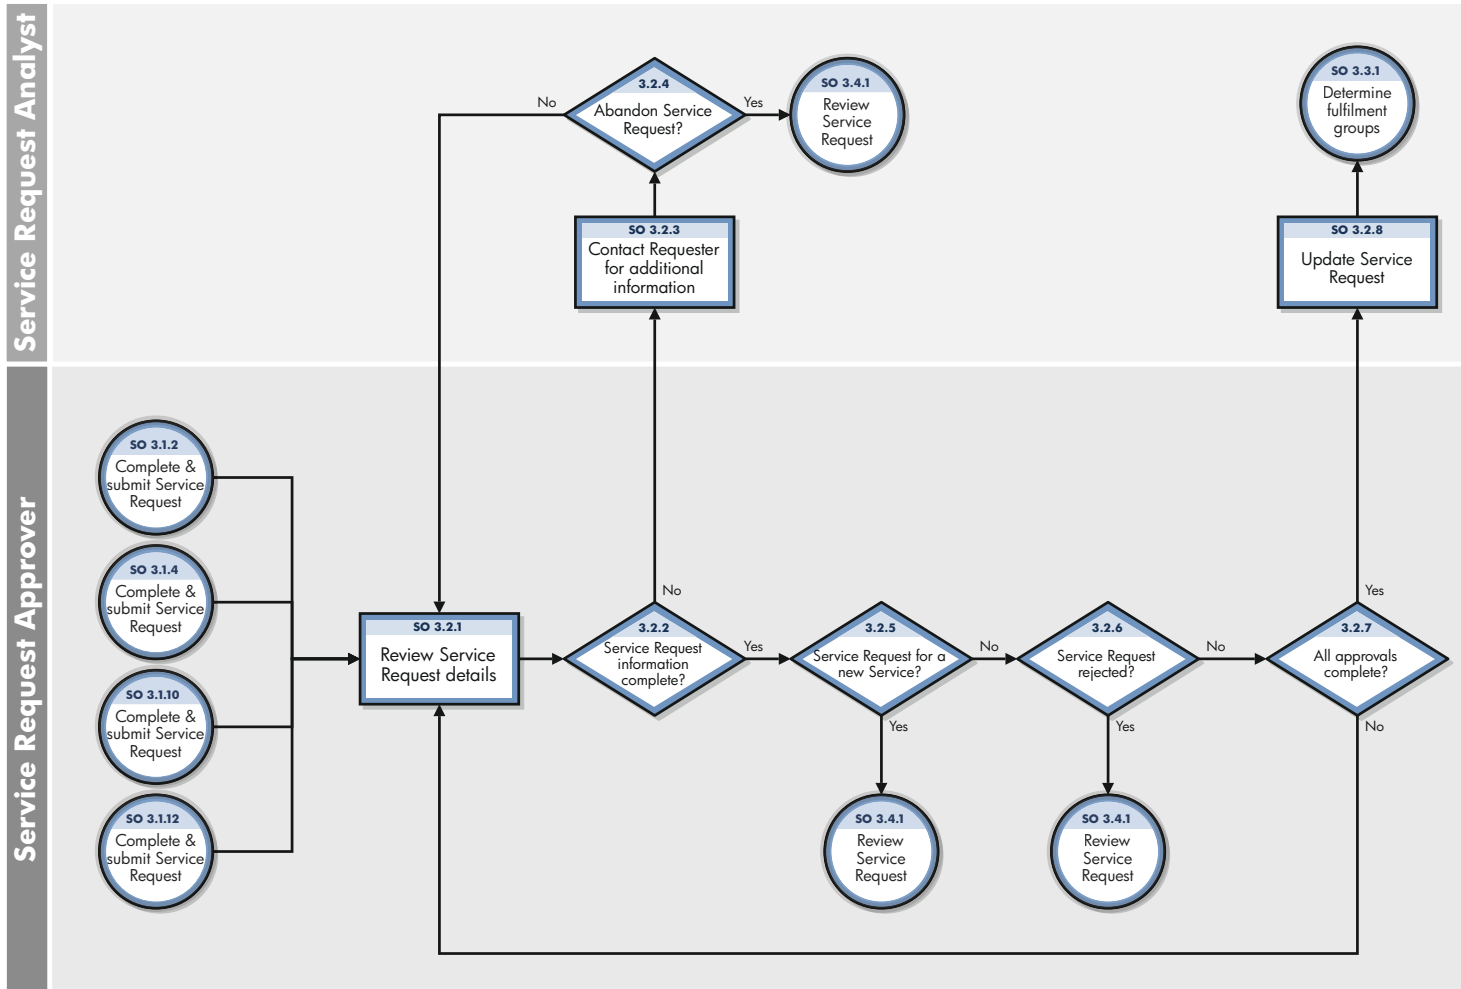 Service Request Analyst
3.2.4
Abandon Service
Request?
No
Yes
SO 3.4.1
Review
Service
Request
SO 3.3.1
Determine
fulfilment
groups
SO 3.2.3
Contact Requester
for additional
information
SO 3.2.8
Update Service
Request
Service Request Approver
SO 3.1.2
Complete &
submit Service
Request
SO 3.1.4
Complete &
submit Service
Request
SO 3.1.10
Complete &
submit Service
Request
SO 3.1.12
Complete &
submit Service
Request
SO 3.2.1
Review Service
Request details
No
3.2.2
Service Request
information
complete?
Yes
3.2.5
Service Request for a
new Service?
No
Yes
3.2.6
Service Request
rejected?
No
Yes
Yes
3.2.7
All approvals
complete?
No
SO 3.4.1
Review
Service
Request
SO 3.4.1
Review
Service
Request